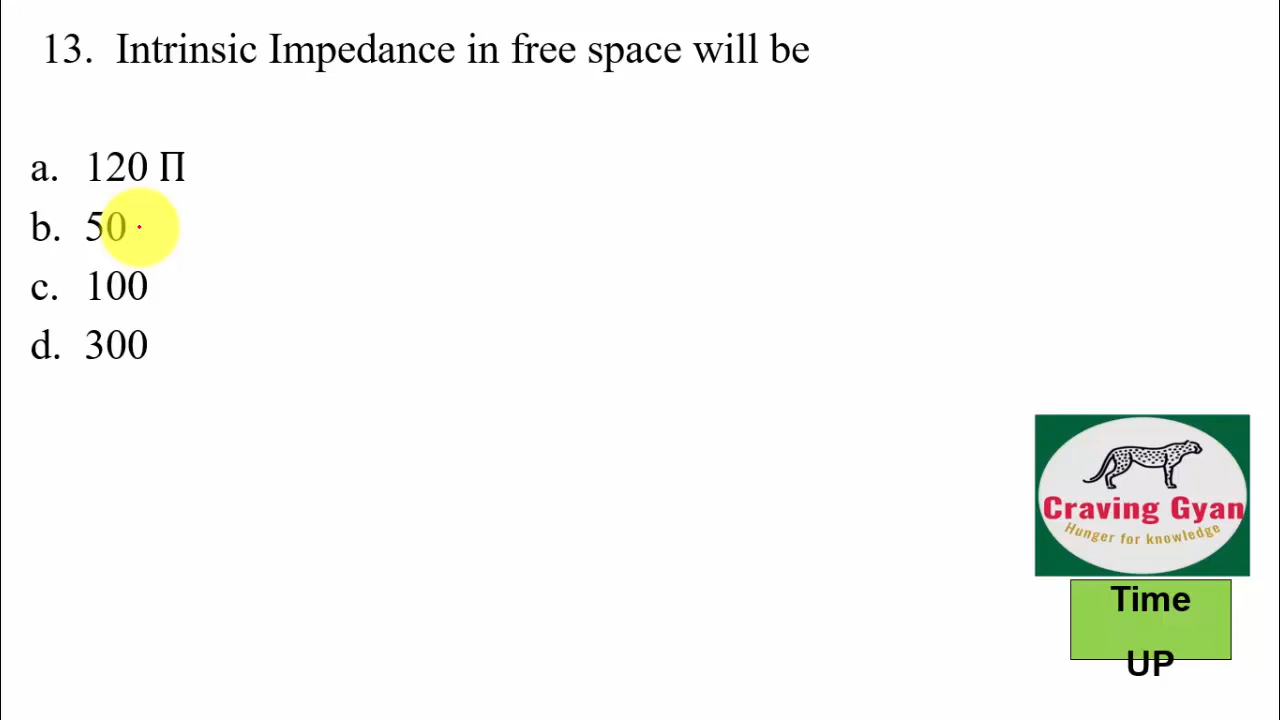 13. Intrinsic Impedance in free space will be
a. 120 Π
b. 50
c. 100
d. 300
Craving Gyan
Hunger for knowledge
Time
UP